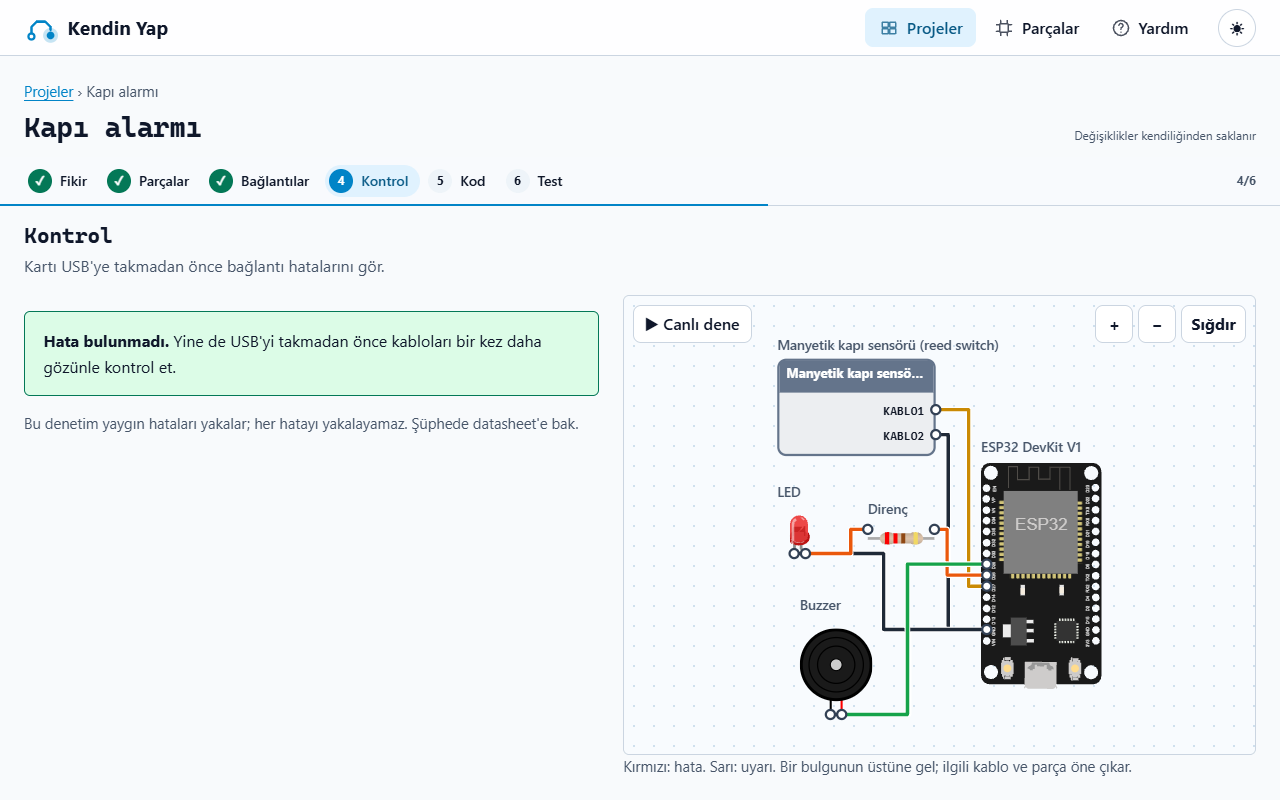 Kendin Yap
Projeler
Parçalar
Yardım
Projeler › Kapı alarmı
Kapı alarmı
Değişiklikler kendiliğinden saklanır
Fikir
Parçalar
Bağlantılar
4 Kontrol
5 Kod
6 Test
4/6
Kontrol
Kartı USB'ye takmadan önce bağlantı hatalarını gör.
Hata bulunmadı. Yine de USB'yi takmadan önce kabloları bir kez daha
gözünle kontrol et.
Bu denetim yaygın hataları yakalar; her hatayı yakalayamaz. Şüphede datasheet'e bak.
▶ Canlı dene
+
−
Sığdır
Manyetik kapı sensörü (reed switch)
Manyetik kapı sensö...
KABLO1
KABLO2
ESP32 DevKit V1
ESP32
LED
Direnç
Buzzer
Kırmızı: hata. Sarı: uyarı. Bir bulgunun üstüne gel; ilgili kablo ve parça öne çıkar.